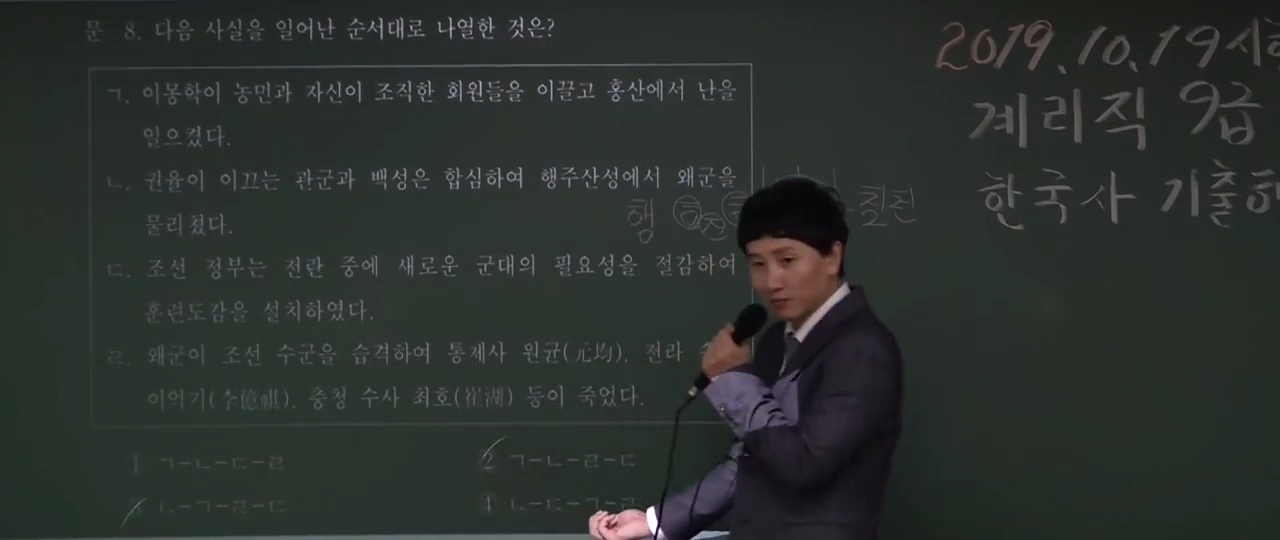 문 8. 다음 사실을 일어난 순서대로 나열한 것은?
ㄱ. 이몽학이 농민과 자신이 조직한 회원들을 이끌고 홍산에서 난을
일으켰다.
ㄴ. 권율이 이끄는 관군과 백성은 합심하여 행주산성에서 왜군을
물리쳤다.
ㄷ. 조선 정부는 전란 중에 새로운 군대의 필요성을 절감하여
훈련도감을 설치하였다.
ㄹ. 왜군이 조선 수군을 습격하여 통제사 원균(元均), 전라
이억기(李億祺), 충청 수사 최호(崔湖) 등이 죽었다.
1 ㄱ-ㄴ-ㄷ-ㄹ
2 ㄱ-ㄴ-ㄹ-ㄷ
ㄴ-ㄱ-ㄷ-ㄹ
4 ㄴ-ㄷ-ㄱ-ㄹ
행
칠천
2019.10.19
계리직 9급
한국사 기출